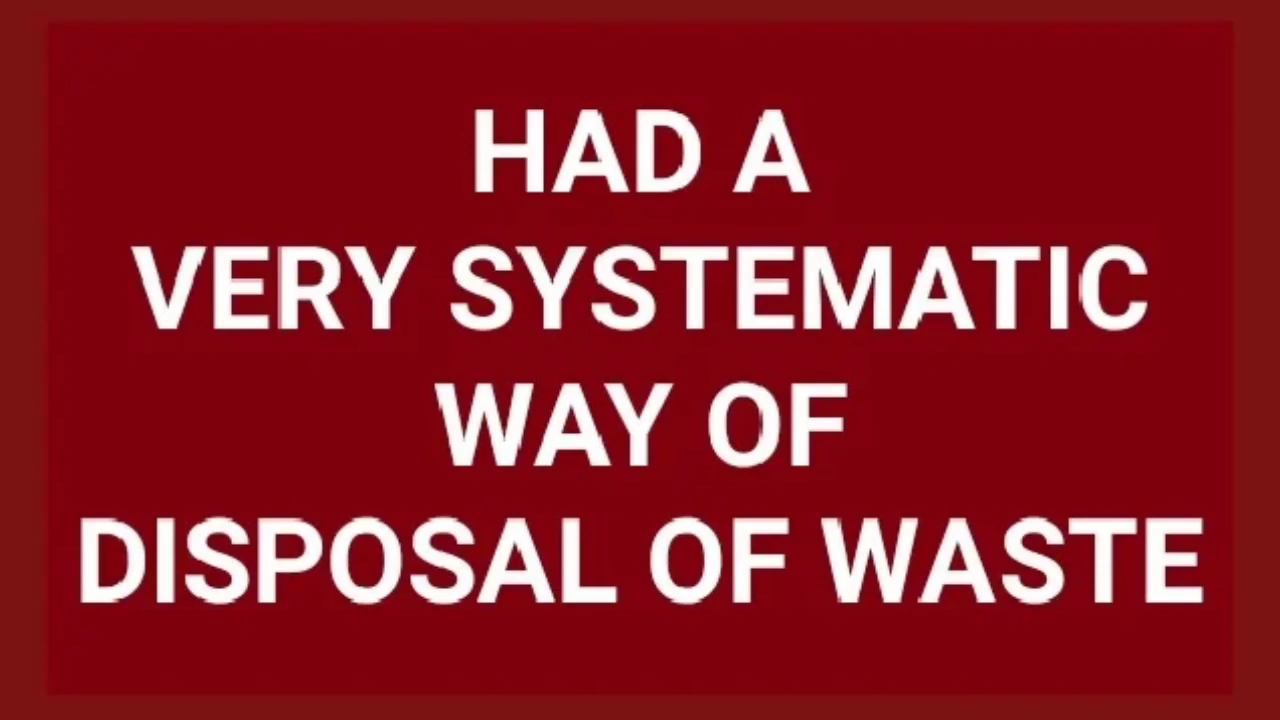 HAD A
VERY SYSTEMATIC
WAY OF
DISPOSAL OF WASTE